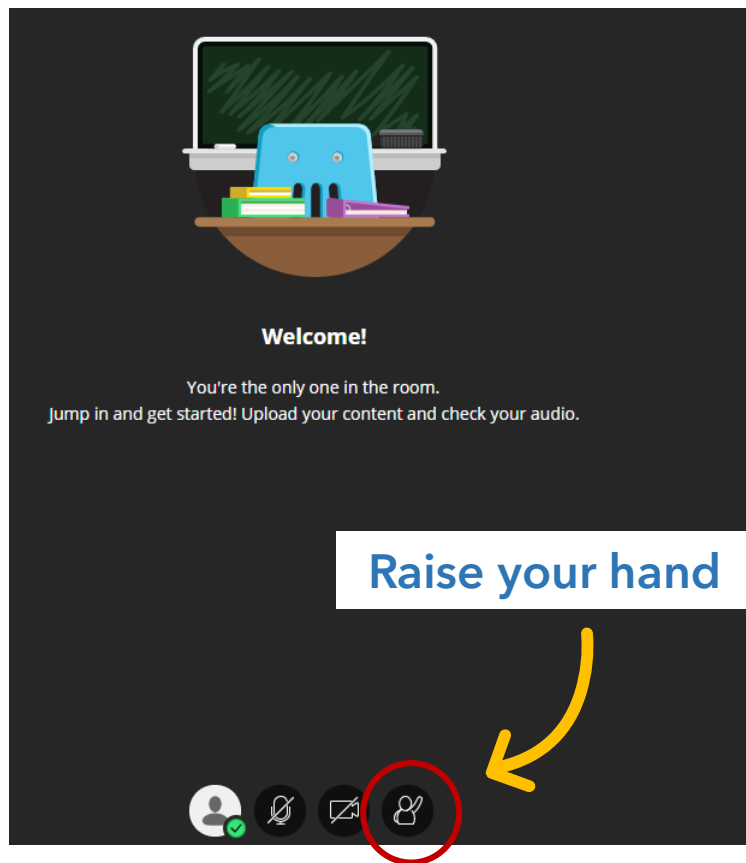 Welcome!
You're the only one in the room.
Jump in and get started! Upload your content and check your audio.
Raise your hand